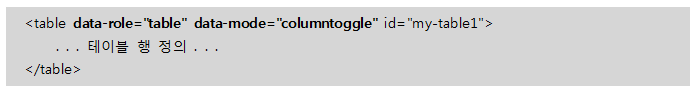 <table data-role="table" data-mode="columntoggle" id="my-table1">
. . . 테이블 행 정의 . . .
</table>